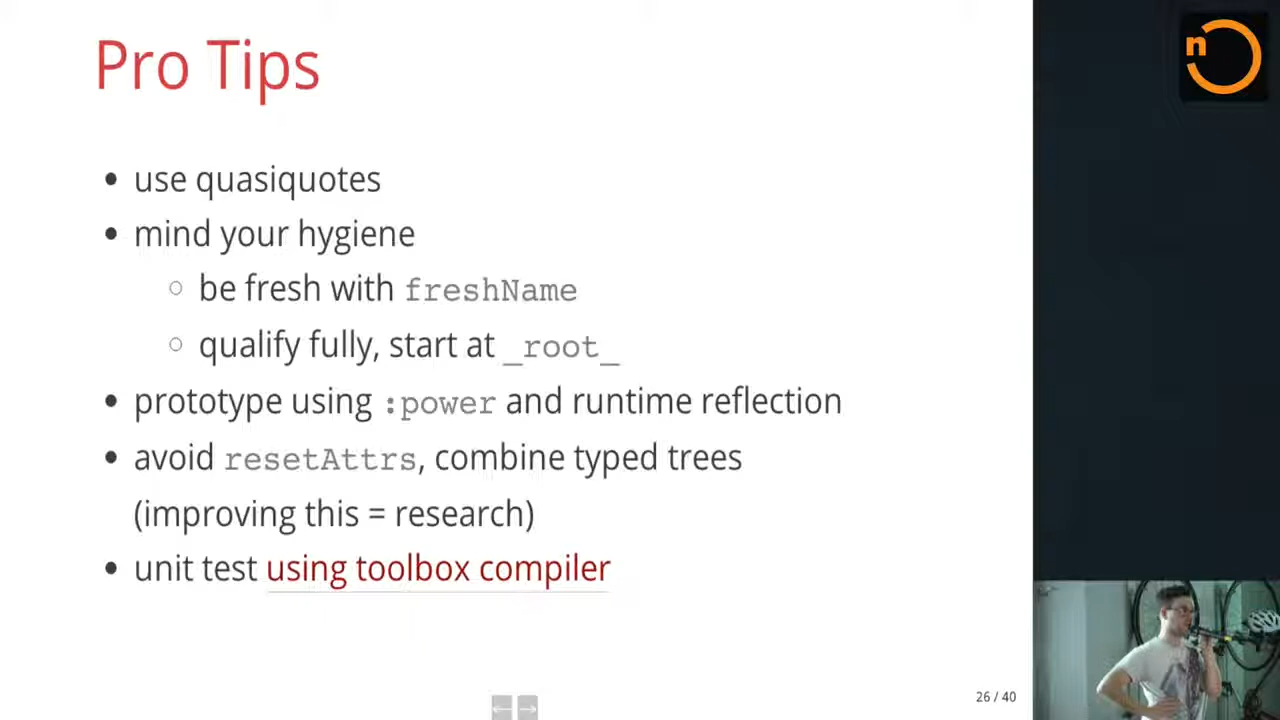 Pro Tips
n
• use quasiquotes
• mind your hygiene
○ be fresh with freshName
○ qualify fully, start at _root_
• prototype using :power and runtime reflection
• avoid resetAttrs, combine typed trees
(improving this = research)
• unit test using toolbox compiler
26 / 40